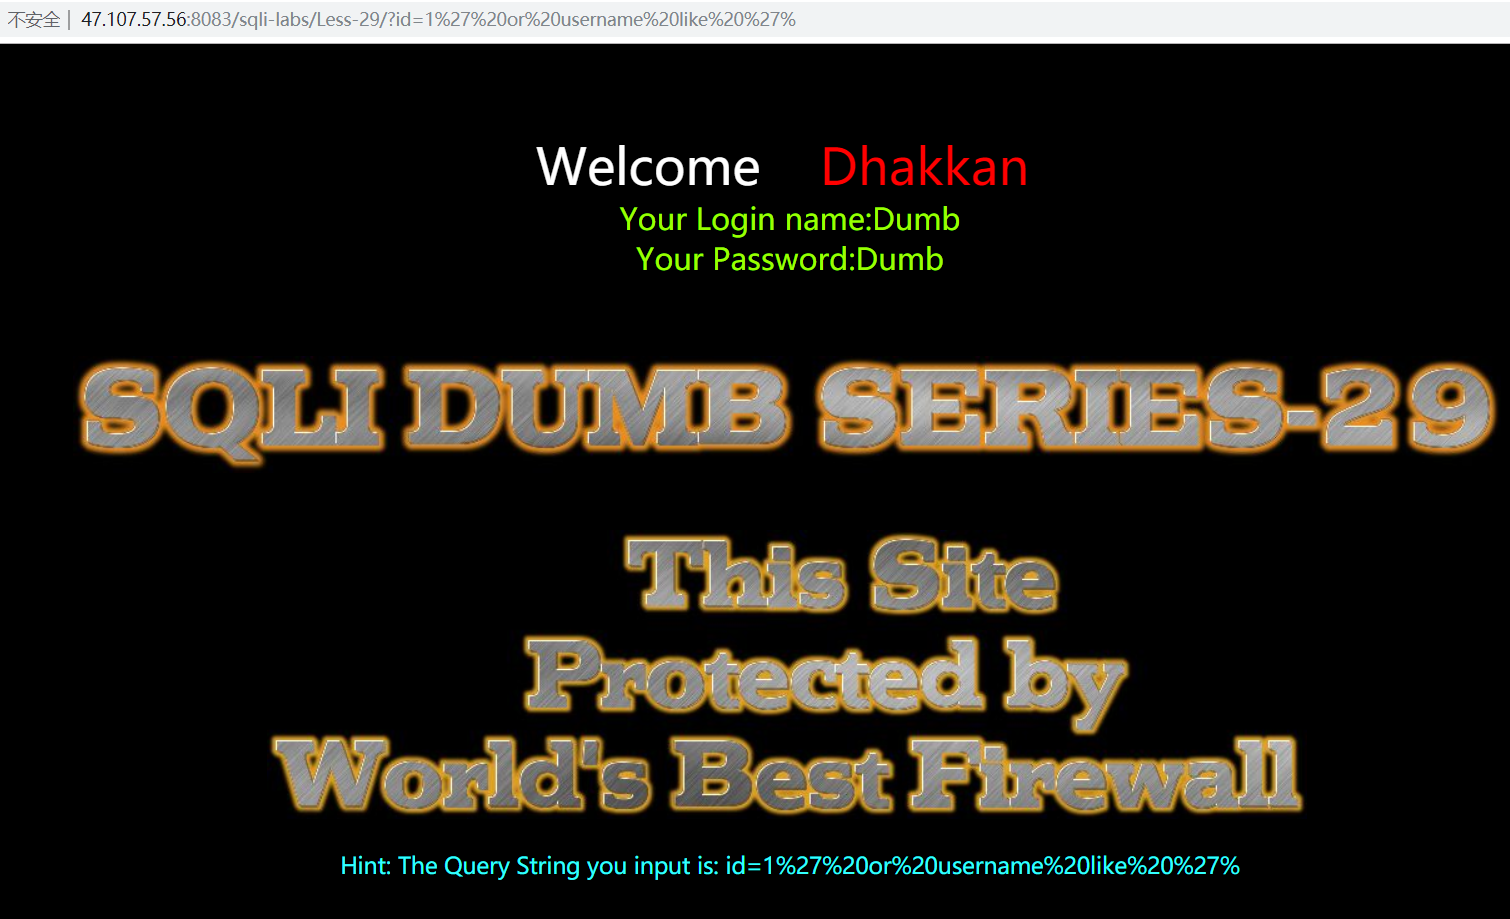 不安全 | 47.107.57.56:8083/sqli-labs/Less-29/?id=1%27%20or%20username%20like%20%27%
Welcome Dhakkan
Your Login name:Dumb
Your Password:Dumb
SQLI DUMB SERIES-29
This Site
Protected by
World's Best Firewall
Hint: The Query String you input is: id=1%27%20or%20username%20like%20%27%